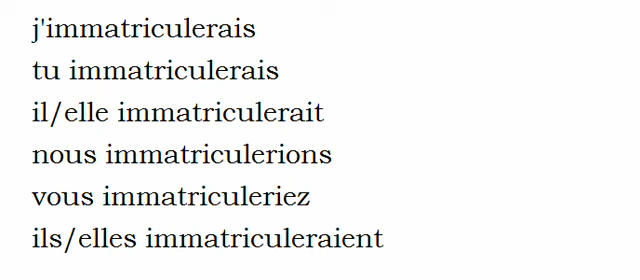 j'immatriculerais
tu immatriculerais
il/elle immatriculerait
nous immatriculerions
vous immatriculeriez
ils/elles immatriculeraient